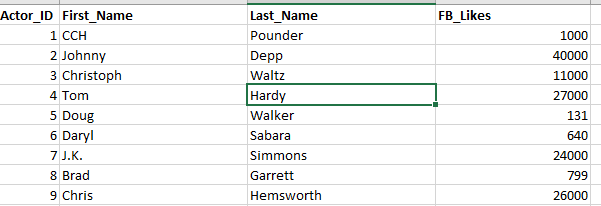 Actor_ID First_Name Last_Name FB_Likes
1 CCH Pounder 1000
2 Johnny Depp 40000
3 Christoph Waltz 11000
4 Tom Hardy 27000
5 Doug Walker 131
6 Daryl Sabara 640
7 J.K. Simmons 24000
8 Brad Garrett 799
9 Chris Hemsworth 26000